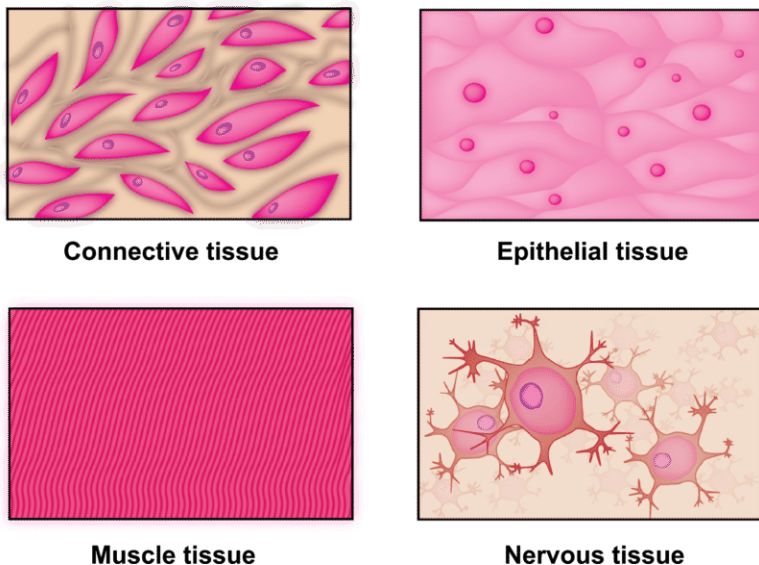 Connective tissue
Epithelial tissue
Muscle tissue
Nervous tissue